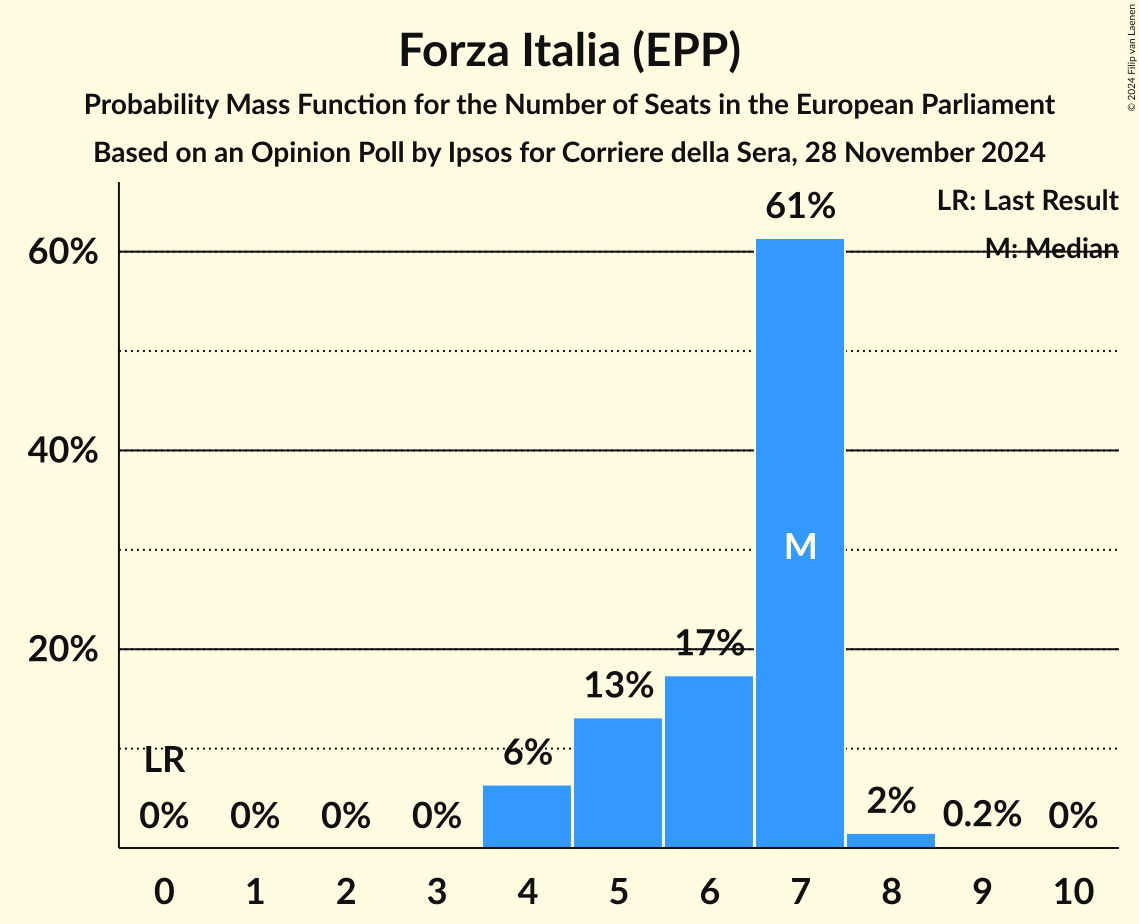 Forza Italia (EPP)
Probability Mass Function for the Number of Seats in the European Parliament
Based on an Opinion Poll by Ipsos for Corriere della Sera, 28 November 2024
© 2024 Filip van Laenen
LR: Last Result
M: Median
60%
40%
20%
61%
M
17%
13%
6%
LR
0%
0%
0%
0%
2%
0.2%
0%
0 1 2 3 4 5 6 7 8 9 10